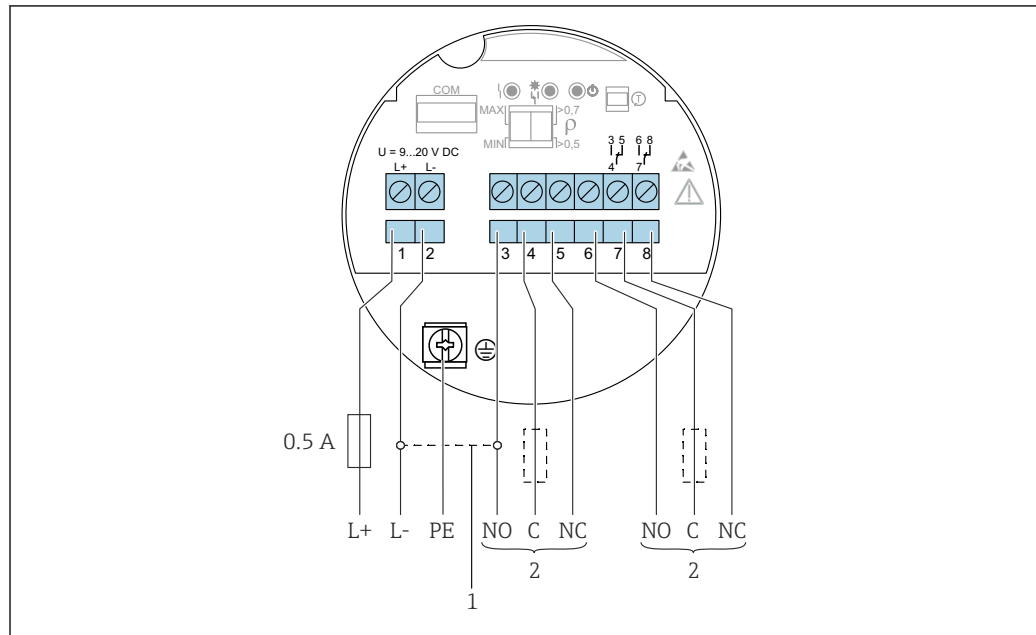 COM
MAX >0,7
ρ
MIN >0,5
T
U = 9...20 V DC
L+ L-
3 5 6 8
4 7
1 2 3 4 5 6 7 8
0.5 A
L+ L- PE NO C NC NO C NC
2 2
1